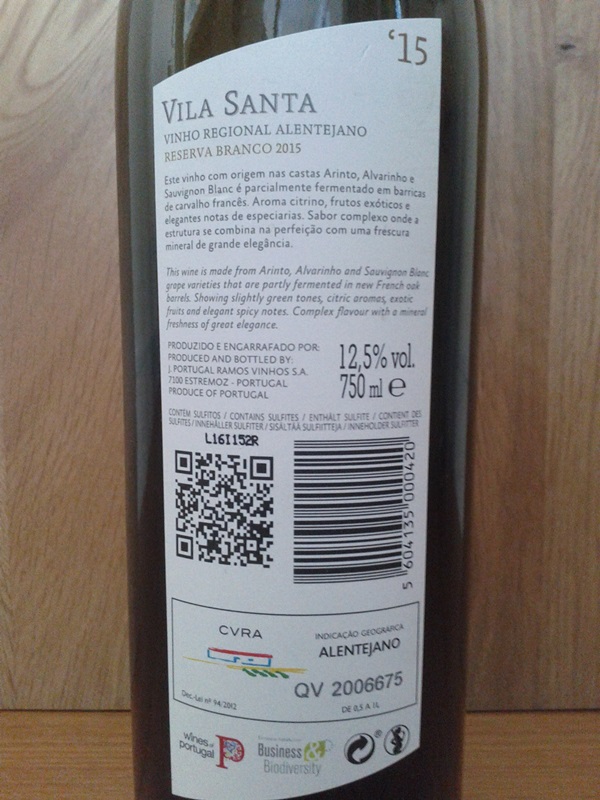 '15
VILA SANTA
VINHO REGIONAL ALENTEJANO
RESERVA BRANCO 2015
Este vinho com origem nas castas Arinto, Alvarinho e
Sauvignon Blanc é parcialmente fermentado em barricas
de carvalho francês. Aroma citrino, frutos exóticos e
elegantes notas de especiarias. Sabor complexo onde a
estrutura se combina na perfeição com uma frescura
mineral de grande elegância.
This wine is made from Arinto, Alvarinho and Sauvignon Blanc
grape varieties that are partly fermented in new French oak
barrels. Showing slightly green tones, citric aromas, exotic
fruits and elegant spicy notes. Complex flavour with a mineral
freshness of great elegance.
PRODUZIDO E ENGARRAFADO POR:
PRODUCED AND BOTTLED BY:
J. PORTUGAL RAMOS VINHOS S.A.
7100 ESTREMOZ - PORTUGAL
PRODUCE OF PORTUGAL
12,5% vol.
750 ml e
CONTÉM SULFITOS / CONTAINS SULFITES / ENTHÄLT SULFITE / CONTIENT DES
SULFITES / INNEHÅLLER SULFITER / SISÄLTÄÄ SULFIITTEJA / INNEHOLDER SULFITTER
L16I152R
5 604135 000420
CVRA
INDICAÇÃO GEOGRÁFICA
ALENTEJANO
QV 2006675
Dec.-Lei nº 94/2012
DE 0,5 A 1L
wines of
portugal
Business &
Biodiversity
®